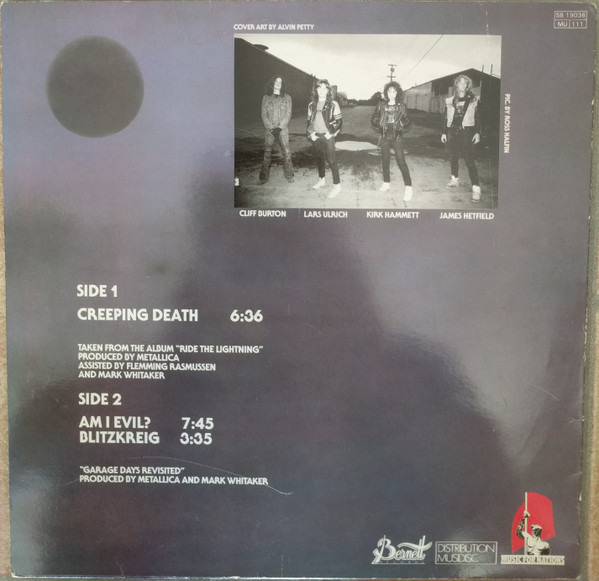 COVER ART BY ALVIN PETTY
SB 19036
MU 111
PIC. BY ROSS HALFIN
CLIFF BURTON LARS ULRICH KIRK HAMMETT JAMES HETFIELD
SIDE 1
CREEPING DEATH 6:36
TAKEN FROM THE ALBUM "RIDE THE LIGHTNING"
PRODUCED BY METALLICA
ASSISTED BY FLEMMING RASMUSSEN
AND MARK WHITAKER
SIDE 2
AM I EVIL? 7:45
BLITZKREIG 3:35
"GARAGE DAYS REVISITED"
PRODUCED BY METALLICA AND MARK WHITAKER
Bernett
DISTRIBUTION
MUSIDISC
MUSIC FOR NATIONS